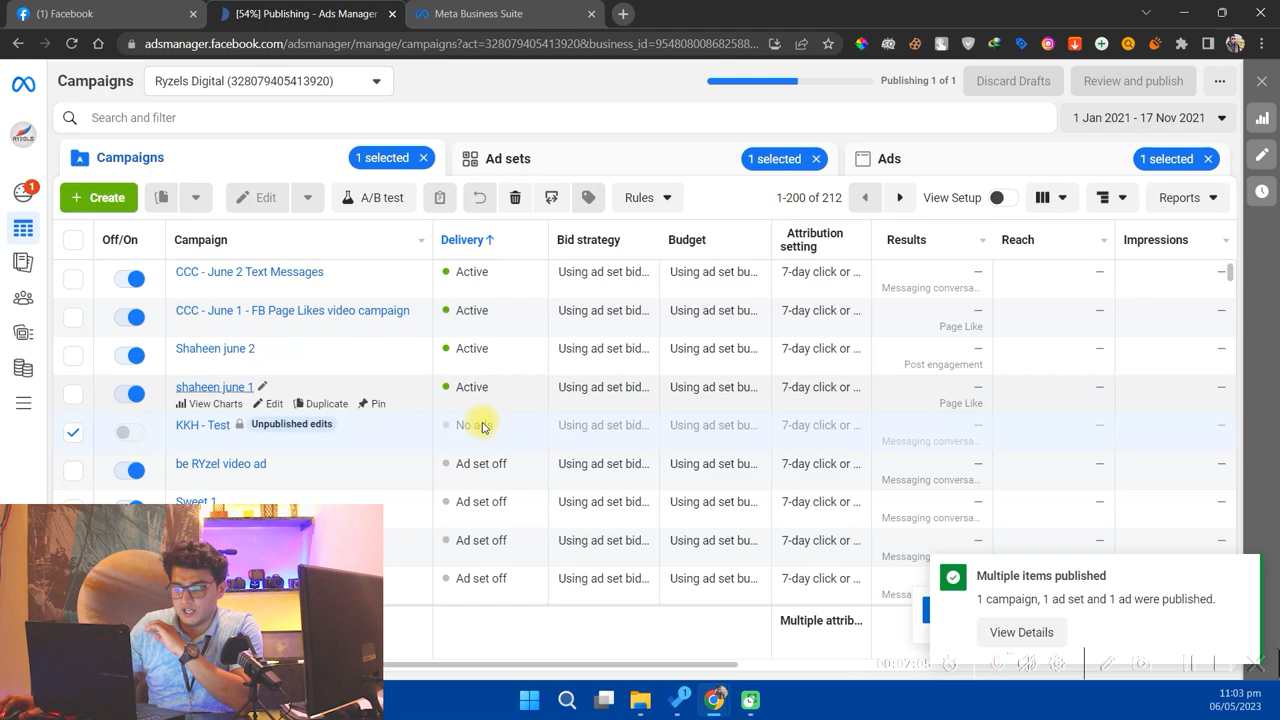 (1) Facebook
[54%] Publishing - Ads Manager
Meta Business Suite
adsmanager.facebook.com/adsmanager/manage/campaigns?act=328079405413920&business_id=954808008682588...
Campaigns
Ryzels Digital (328079405413920)
Publishing 1 of 1
Discard Drafts
Review and publish
Search and filter
1 Jan 2021 - 17 Nov 2021
RYZELS
1
Campaigns
1 selected
Ad sets
1 selected
Ads
1 selected
+ Create
Edit
A/B test
Rules
1-200 of 212
View Setup
Reports
Off/On
Campaign
Delivery ↑
Bid strategy
Budget
Attribution
setting
Results
Reach
Impressions
CCC - June 2 Text Messages
Active
Using ad set bid...
Using ad set bu...
7-day click or ...
—
—
—
Messaging conversa...
CCC - June 1 - FB Page Likes video campaign
Active
Using ad set bid...
Using ad set bu...
7-day click or ...
—
—
—
Page Like
Shaheen june 2
Active
Using ad set bid...
Using ad set bu...
7-day click or ...
—
—
—
Post engagement
shaheen june 1
Active
Using ad set bid...
Using ad set bu...
7-day click or ...
—
—
—
View Charts
Edit
Duplicate
Pin
Page Like
KKH - Test
Unpublished edits
No ads
Using ad set bid...
Using ad set bu...
7-day click or ...
—
—
—
Messaging conversa...
be RYzel video ad
Ad set off
Using ad set bid...
Using ad set bu...
7-day click or ...
—
—
—
Messaging conversa...
Sweet 1
Ad set off
Using ad set bid...
Using ad set bu...
7-day click or ...
—
—
—
Messaging conversa...
Ad set off
Using ad set bid...
Using ad set bu...
7-day click or ...
—
—
—
Messaging
Ad set off
Using ad set bid...
Using ad set bu...
7-day click or ...
Messa
Multiple attrib...
Multiple items published
1 campaign, 1 ad set and 1 ad were published.
View Details
00:07:05
1
11:03 pm
06/05/2023